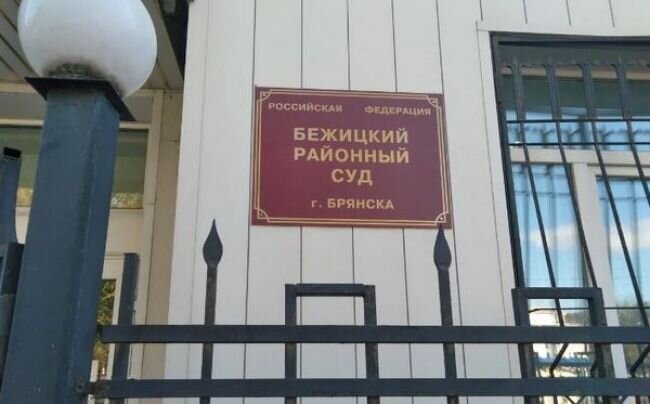 РОССИЙСКАЯ ФЕДЕРАЦИЯ
БЕЖИЦКИЙ
РАЙОННЫЙ
СУД
г. БРЯНСКА